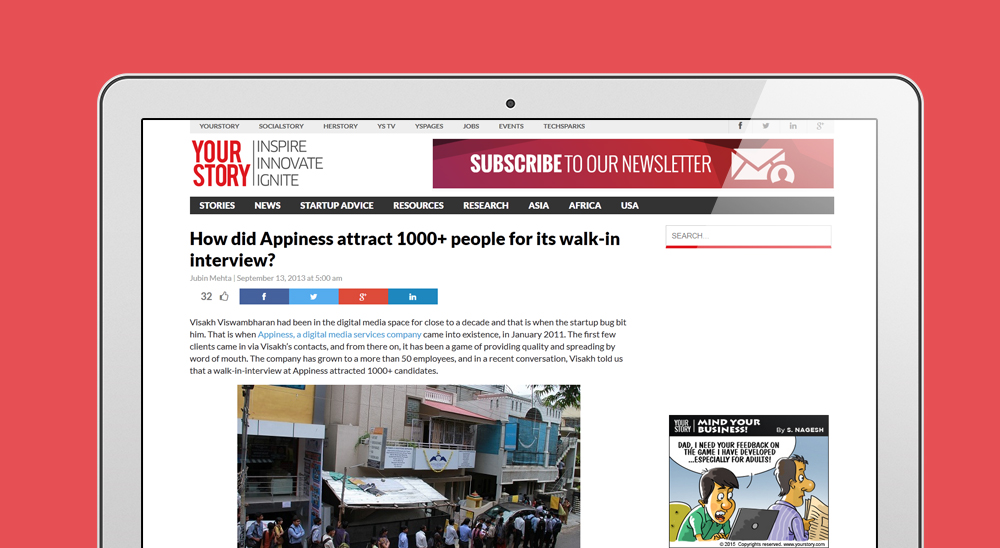 YOURSTORY SOCIALSTORY HERSTORY YS TV YSPAGES JOBS EVENTS TECHSPARKS
YOUR
STORY
INSPIRE
INNOVATE
IGNITE
SUBSCRIBE TO OUR NEWSLETTER
STORIES NEWS STARTUP ADVICE RESOURCES RESEARCH ASIA AFRICA USA
How did Appiness attract 1000+ people for its walk-in
interview?
SEARCH...
Jubin Mehta | September 13, 2013 at 5:00 am
32
Visakh Viswambharan had been in the digital media space for close to a decade and that is when the startup bug bit
him. That is when Appiness, a digital media services company came into existence, in January 2011. The first few
clients came in via Visakh's contacts, and from there on, it has been a game of providing quality and spreading by
word of mouth. The company has grown to a more than 50 employees, and in a recent conversation, Visakh told us
that a walk-in-interview at Appiness attracted 1000+ candidates.
YOUR
STORY
MIND YOUR
BUSINESS!
By S. NAGESH
DAD, I NEED YOUR FEEDBACK ON
THE GAME I HAVE DEVELOPED
...ESPECIALLY FOR ADULTS!
© 2015 Copyrights reserved. www.yourstory.com